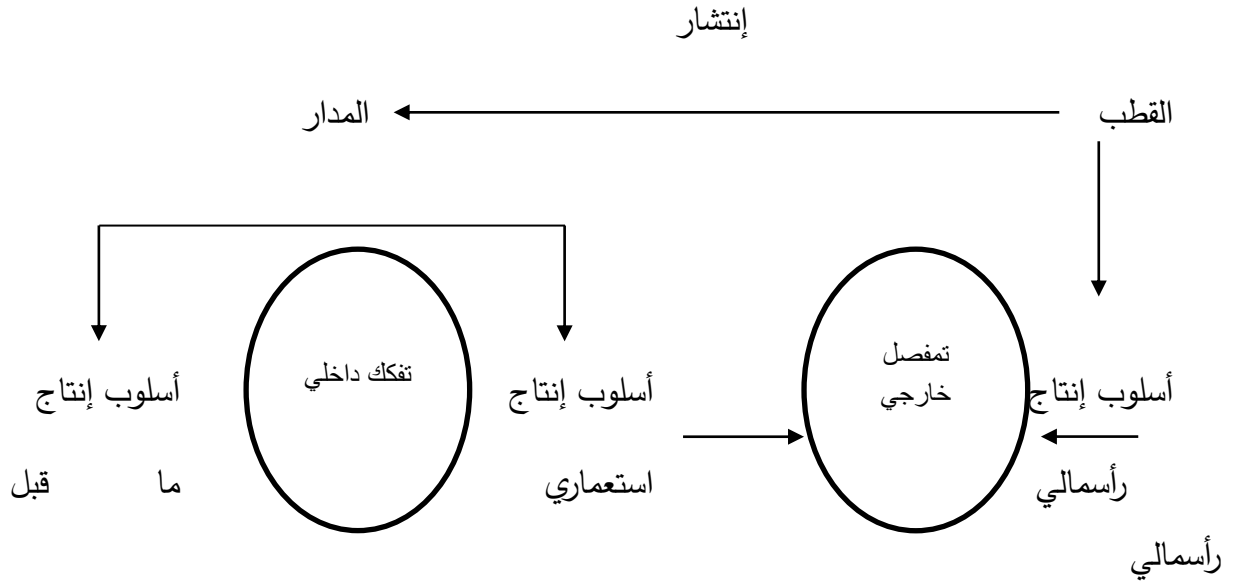 إنتشار
القطب المدار
تمفصل
خارجي
تفكك داخلي
أسلوب إنتاج أسلوب إنتاج أسلوب إنتاج
رأسمالي استعماري ما قبل
رأسمالي